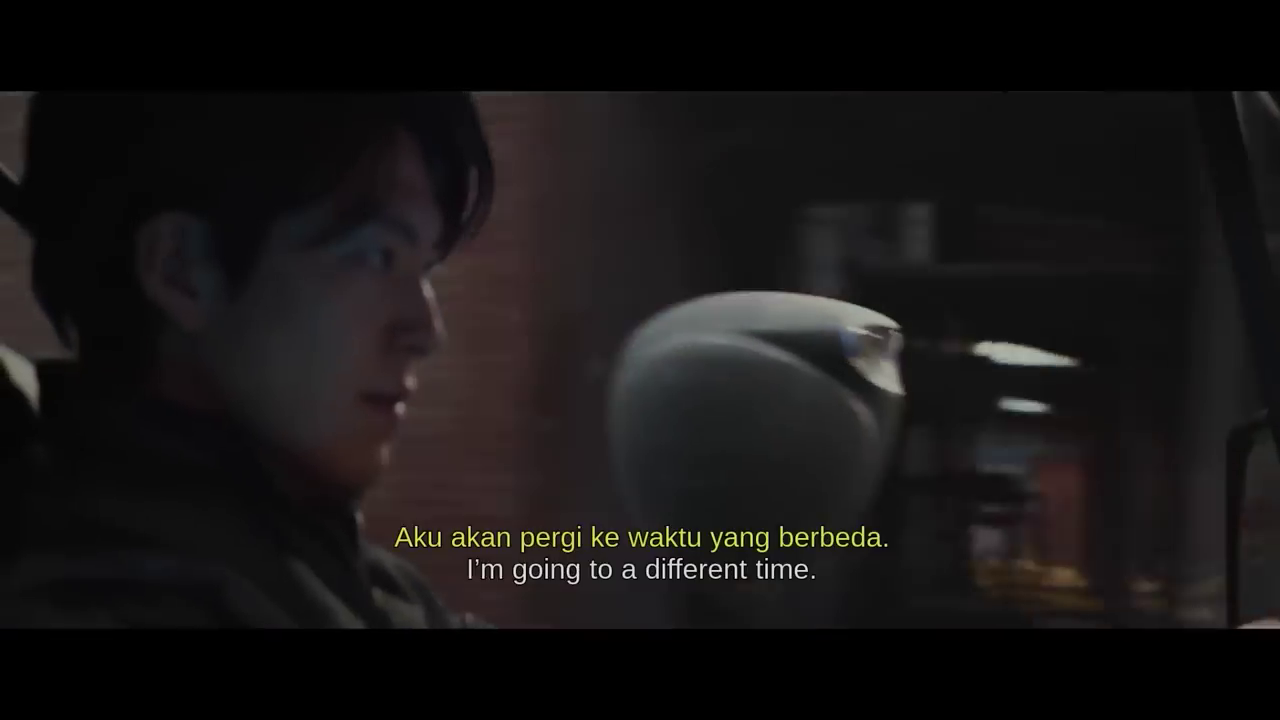 Aku akan pergi ke waktu yang berbeda.
I'm going to a different time.